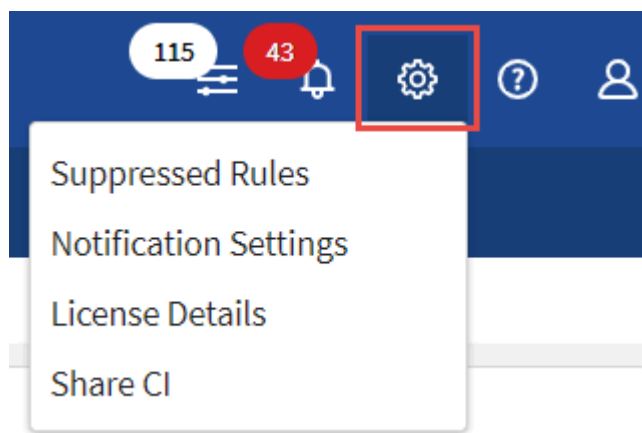 115 43
Suppressed Rules
Notification Settings
License Details
Share CI